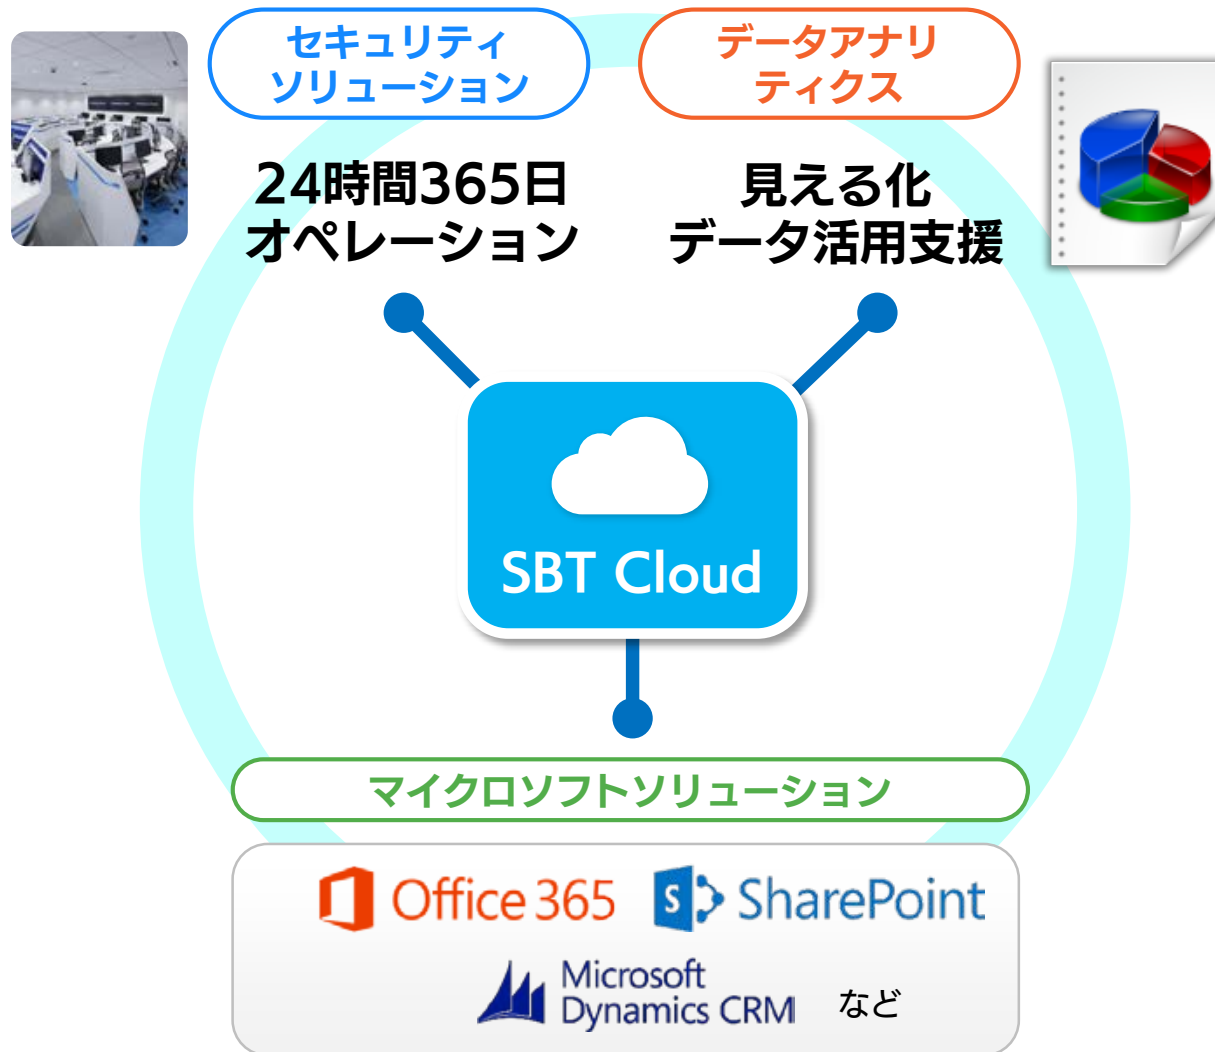 セキュリティ
ソリューション
データアナリ
ティクス
24時間365日
オペレーション
見える化
データ活用支援
SBT Cloud
マイクロソフトソリューション
Office 365
S SharePoint
Microsoft
Dynamics CRM など